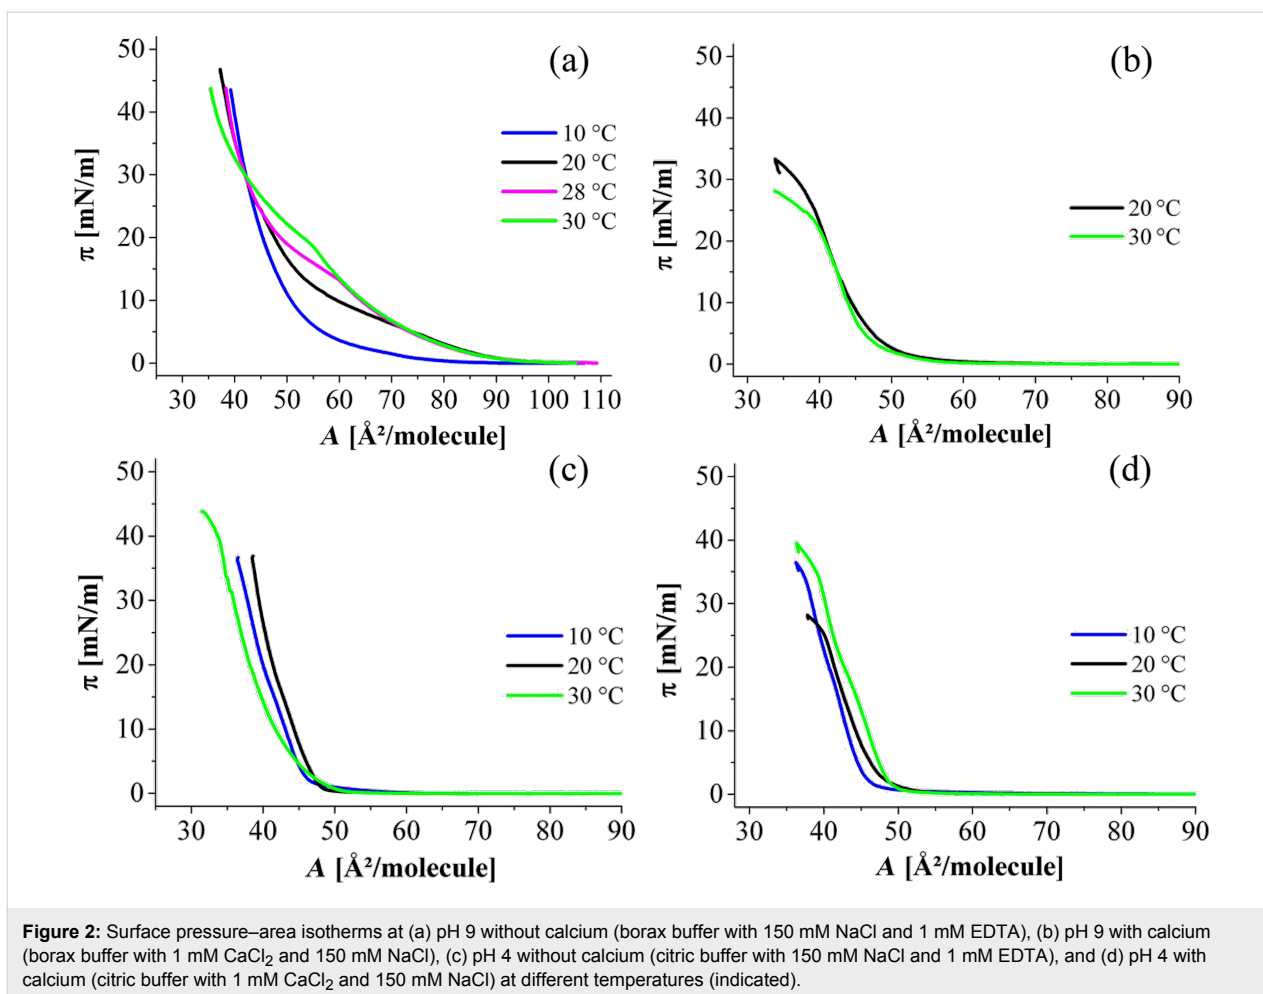 (a)
50
40
30
20
10
0
π [mN/m]
10 °C
20 °C
28 °C
30 °C
30 40 50 60 70 80 90 100 110
A [Å²/molecule]
(b)
50
40
30
20
10
0
π [mN/m]
20 °C
30 °C
30 40 50 60 70 80 90
A [Å²/molecule]
(c)
50
40
30
20
10
0
π [mN/m]
10 °C
20 °C
30 °C
30 40 50 60 70 80 90
A [Å²/molecule]
(d)
50
40
30
20
10
0
π [mN/m]
10 °C
20 °C
30 °C
30 40 50 60 70 80 90
A [Å²/molecule]
Figure 2: Surface pressure–area isotherms at (a) pH 9 without calcium (borax buffer with 150 mM NaCl and 1 mM EDTA), (b) pH 9 with calcium
(borax buffer with 1 mM CaCl₂ and 150 mM NaCl), (c) pH 4 without calcium (citric buffer with 150 mM NaCl and 1 mM EDTA), and (d) pH 4 with
calcium (citric buffer with 1 mM CaCl₂ and 150 mM NaCl) at different temperatures (indicated).